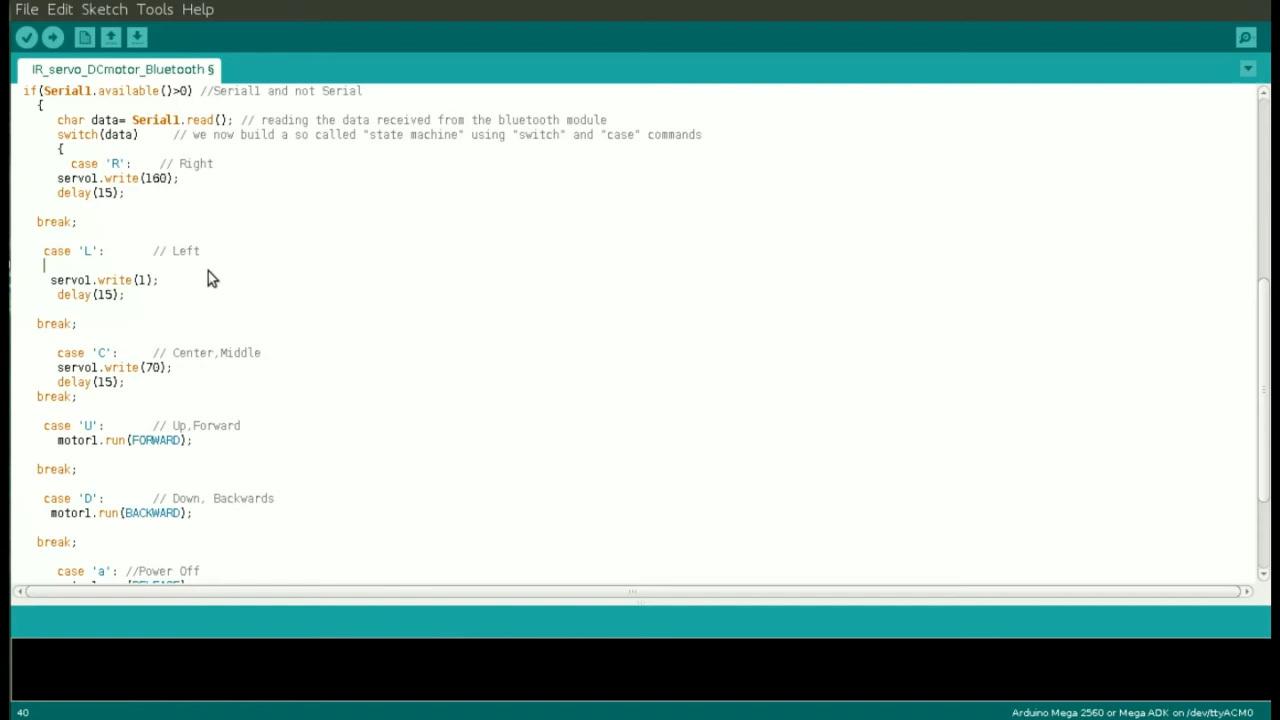 File Edit Sketch Tools Help
IR_servo_DCmotor_Bluetooth §
if(Serial1.available()>0) //Serial1 and not Serial
{
char data= Serial1.read(); // reading the data received from the bluetooth module
switch(data) // we now build a so called "state machine" using "switch" and "case" commands
{
case 'R': // Right
servo1.write(160);
delay(15);
break;
case 'L': // Left
servo1.write(1);
delay(15);
break;
case 'C': // Center,Middle
servo1.write(70);
delay(15);
break;
case 'U': // Up,Forward
motor1.run(FORWARD);
break;
case 'D': // Down, Backwards
motor1.run(BACKWARD);
break;
case 'a': //Power Off
40
Arduino Mega 2560 or Mega ADK on /dev/ttyACM0